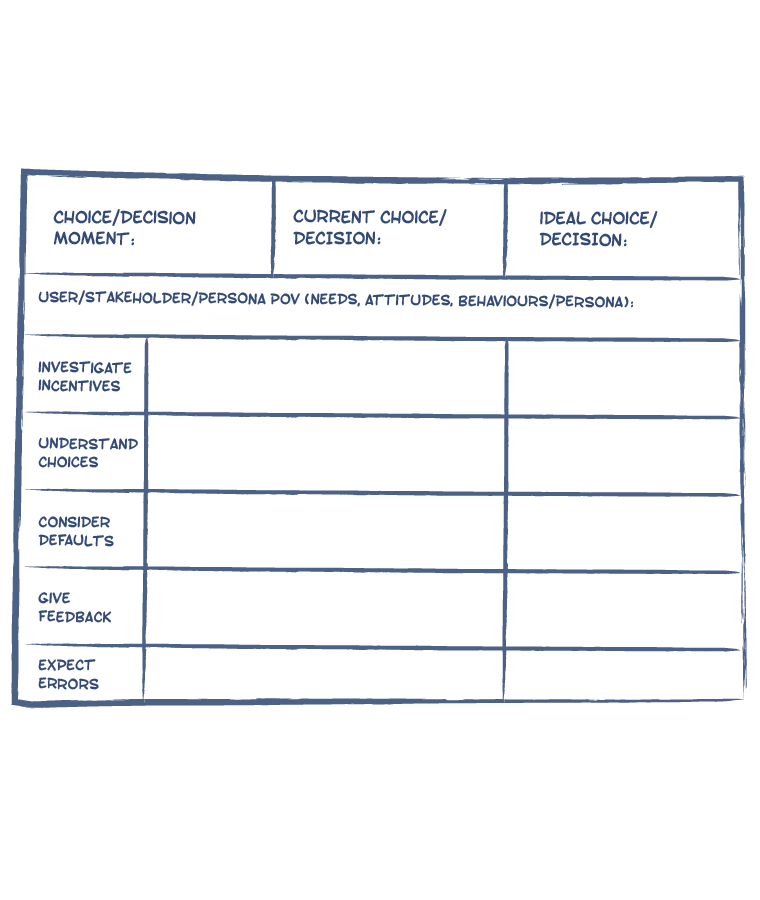 CHOICE/DECISION
MOMENT:
CURRENT CHOICE/
DECISION:
IDEAL CHOICE/
DECISION:
USER/STAKEHOLDER/PERSONA POV (NEEDS, ATTITUDES, BEHAVIOURS/PERSONA):
INVESTIGATE
INCENTIVES
UNDERSTAND
CHOICES
CONSIDER
DEFAULTS
GIVE
FEEDBACK
EXPECT
ERRORS